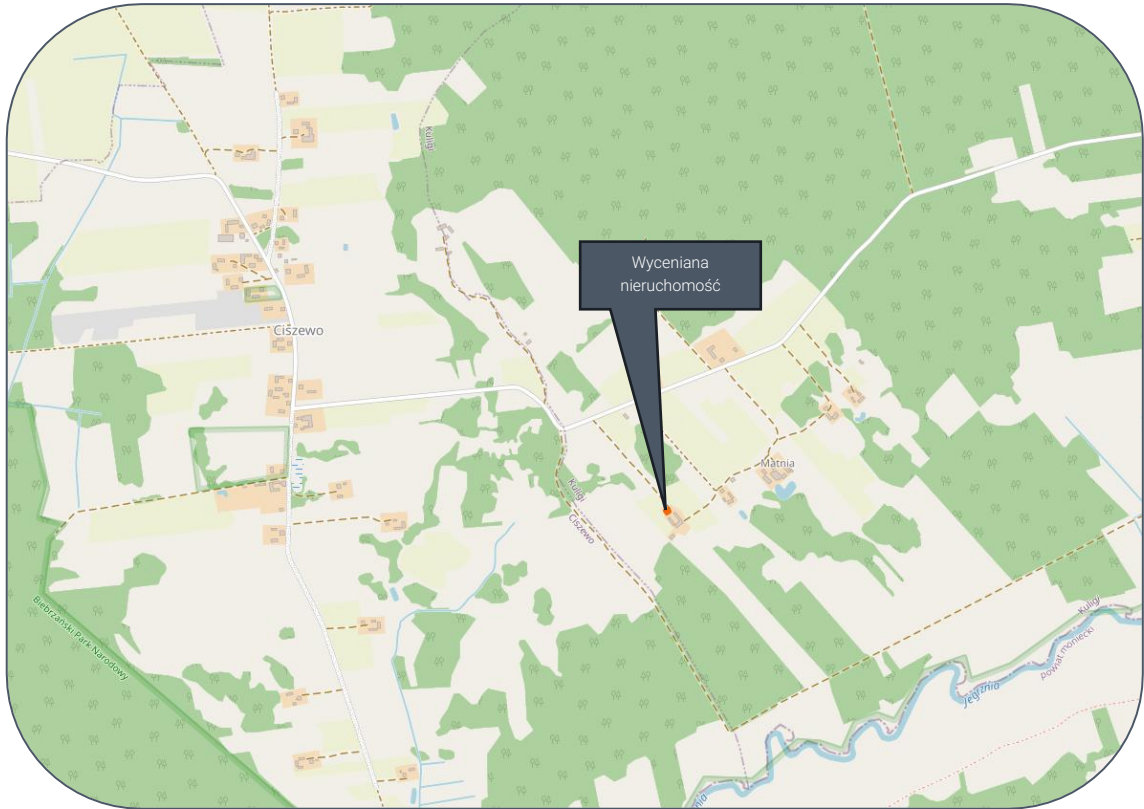 Kuligi
Wyceniana
nieruchomość
Ciszewo
Matnia
Kuligi
Ciszewo
Biebrzański Park Narodowy
Kuligi
powiat moniecki
Jegrznia